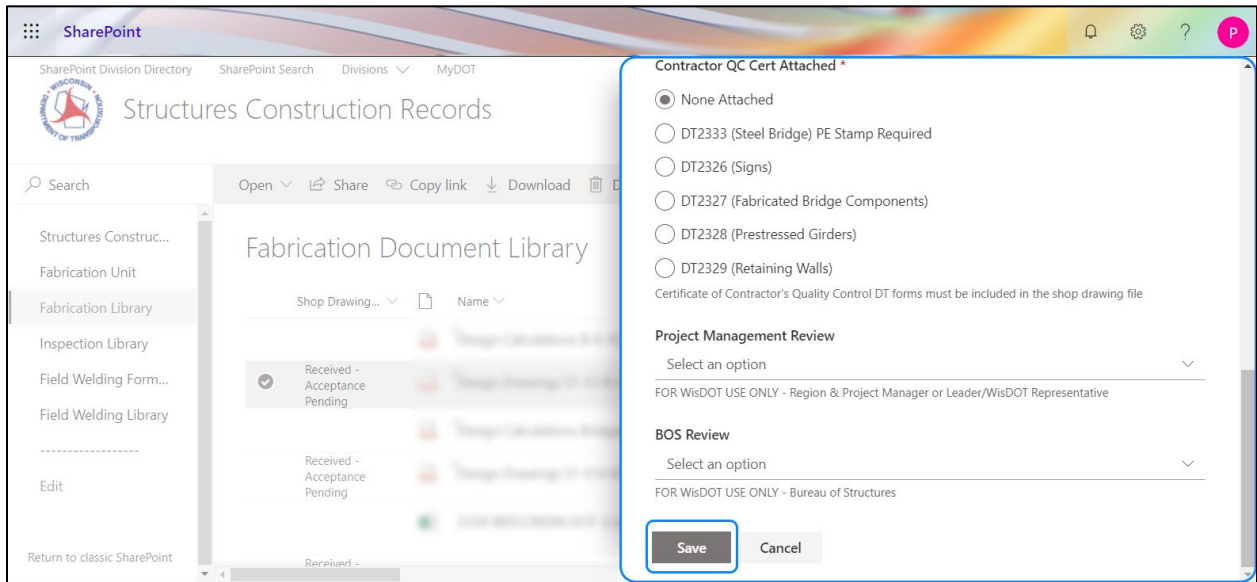 SharePoint
?
P
SharePoint Division Directory
SharePoint Search
Divisions
MyDOT
WISCONSIN
DEPARTMENT OF TRANSPORTATION
Structures Construction Records
Search
Open
Share
Copy link
Download
D
Structures Construc...
Fabrication Unit
Fabrication Library
Inspection Library
Field Welding Form...
Field Welding Library
-----------------
Edit
Return to classic SharePoint
Fabrication Document Library
Shop Drawing...
Name
Received -
Acceptance
Pending
Received -
Acceptance
Pending
Received -
Contractor QC Cert Attached *
None Attached
DT2333 (Steel Bridge) PE Stamp Required
DT2326 (Signs)
DT2327 (Fabricated Bridge Components)
DT2328 (Prestressed Girders)
DT2329 (Retaining Walls)
Certificate of Contractor's Quality Control DT forms must be included in the shop drawing file
Project Management Review
Select an option
FOR WisDOT USE ONLY - Region & Project Manager or Leader/WisDOT Representative
BOS Review
Select an option
FOR WisDOT USE ONLY - Bureau of Structures
Save
Cancel